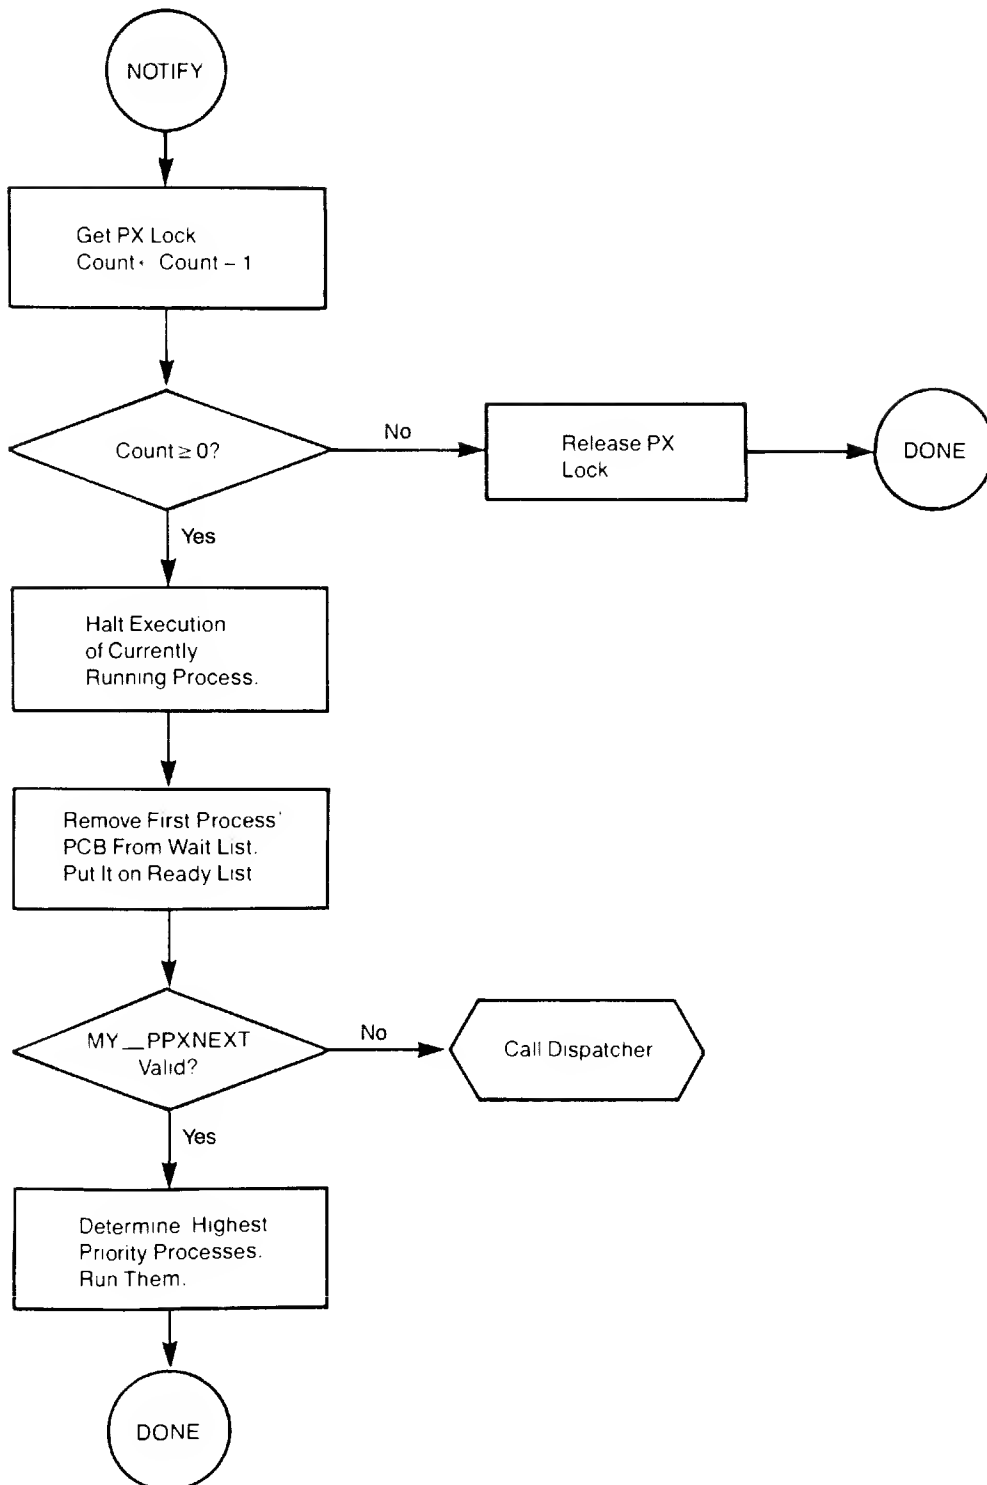 NOTIFY
Get PX Lock
Count← Count – 1
Count ≥ 0?
No
Release PX
Lock
DONE
Yes
Halt Execution
of Currently
Running Process.
Remove First Process'
PCB From Wait List.
Put It on Ready List
MY__PPXNEXT
Valid?
No
Call Dispatcher
Yes
Determine Highest
Priority Processes.
Run Them.
DONE